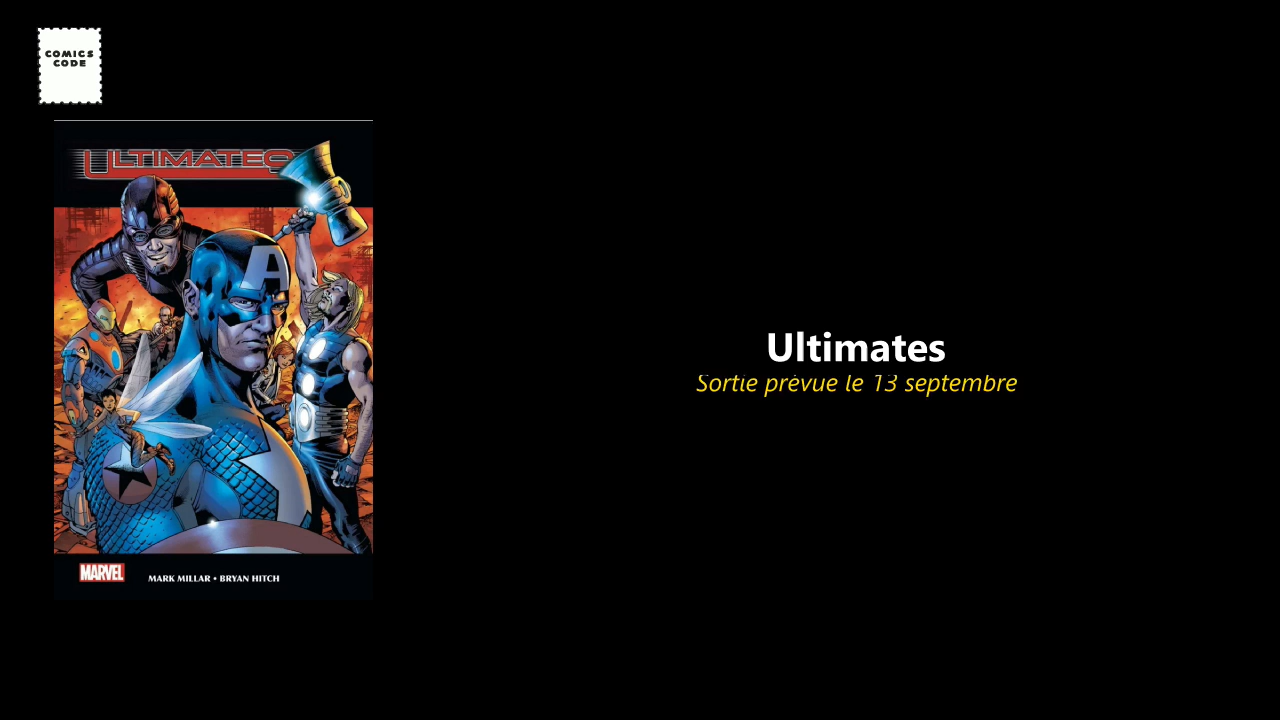 COMICS
CODE
ULTIMATES
Ultimates
Sortie prévue le 13 septembre
MARVEL
MARK MILLAR • BRYAN HITCH